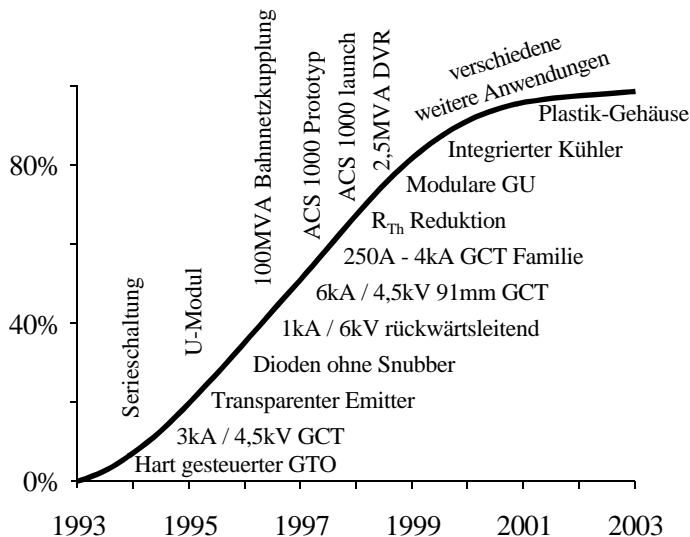 verschiedene
weitere Anwendungen
2,5MVA DVR
ACS 1000 launch
ACS 1000 Prototyp
100MVA Bahnnetzkupplung
U-Modul
Serieschaltung
Plastik-Gehäuse
Integrierter Kühler
Modulare GU
R_Th Reduktion
250A - 4kA GCT Familie
6kA / 4,5kV 91mm GCT
1kA / 6kV rückwärtsleitend
Dioden ohne Snubber
Transparenter Emitter
3kA / 4,5kV GCT
Hart gesteuerter GTO
80%
40%
0%
1993 1995 1997 1999 2001 2003